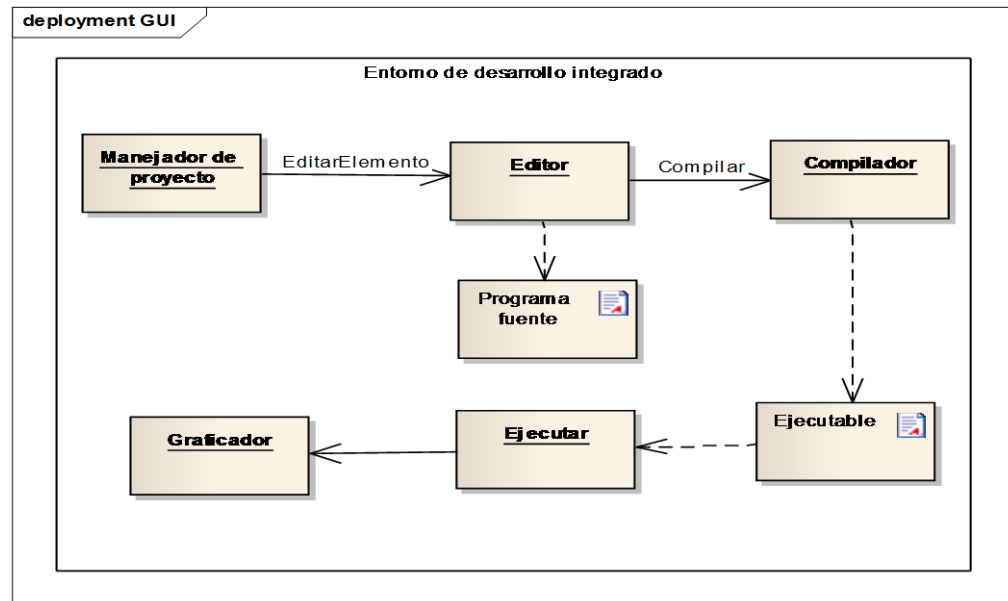 deployment GUI
Entorno de desarrollo integrado
Manejador de
proyecto
EditarElemento
Editor
Compilar
Compilador
Programa
fuente
Graficador
Ejecutar
Ejecutable